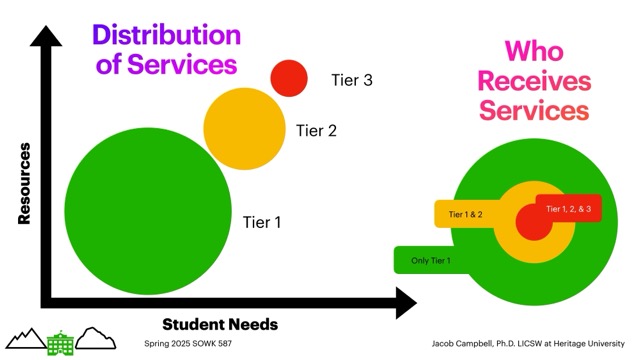 Distribution
of Services
Who
Receives
Services
Tier 3
Tier 2
Tier 1
Resources
Student Needs
Tier 1, 2, & 3
Tier 1 & 2
Only Tier 1
Spring 2025 SOWK 587
Jacob Campbell, Ph.D. LICSW at Heritage University